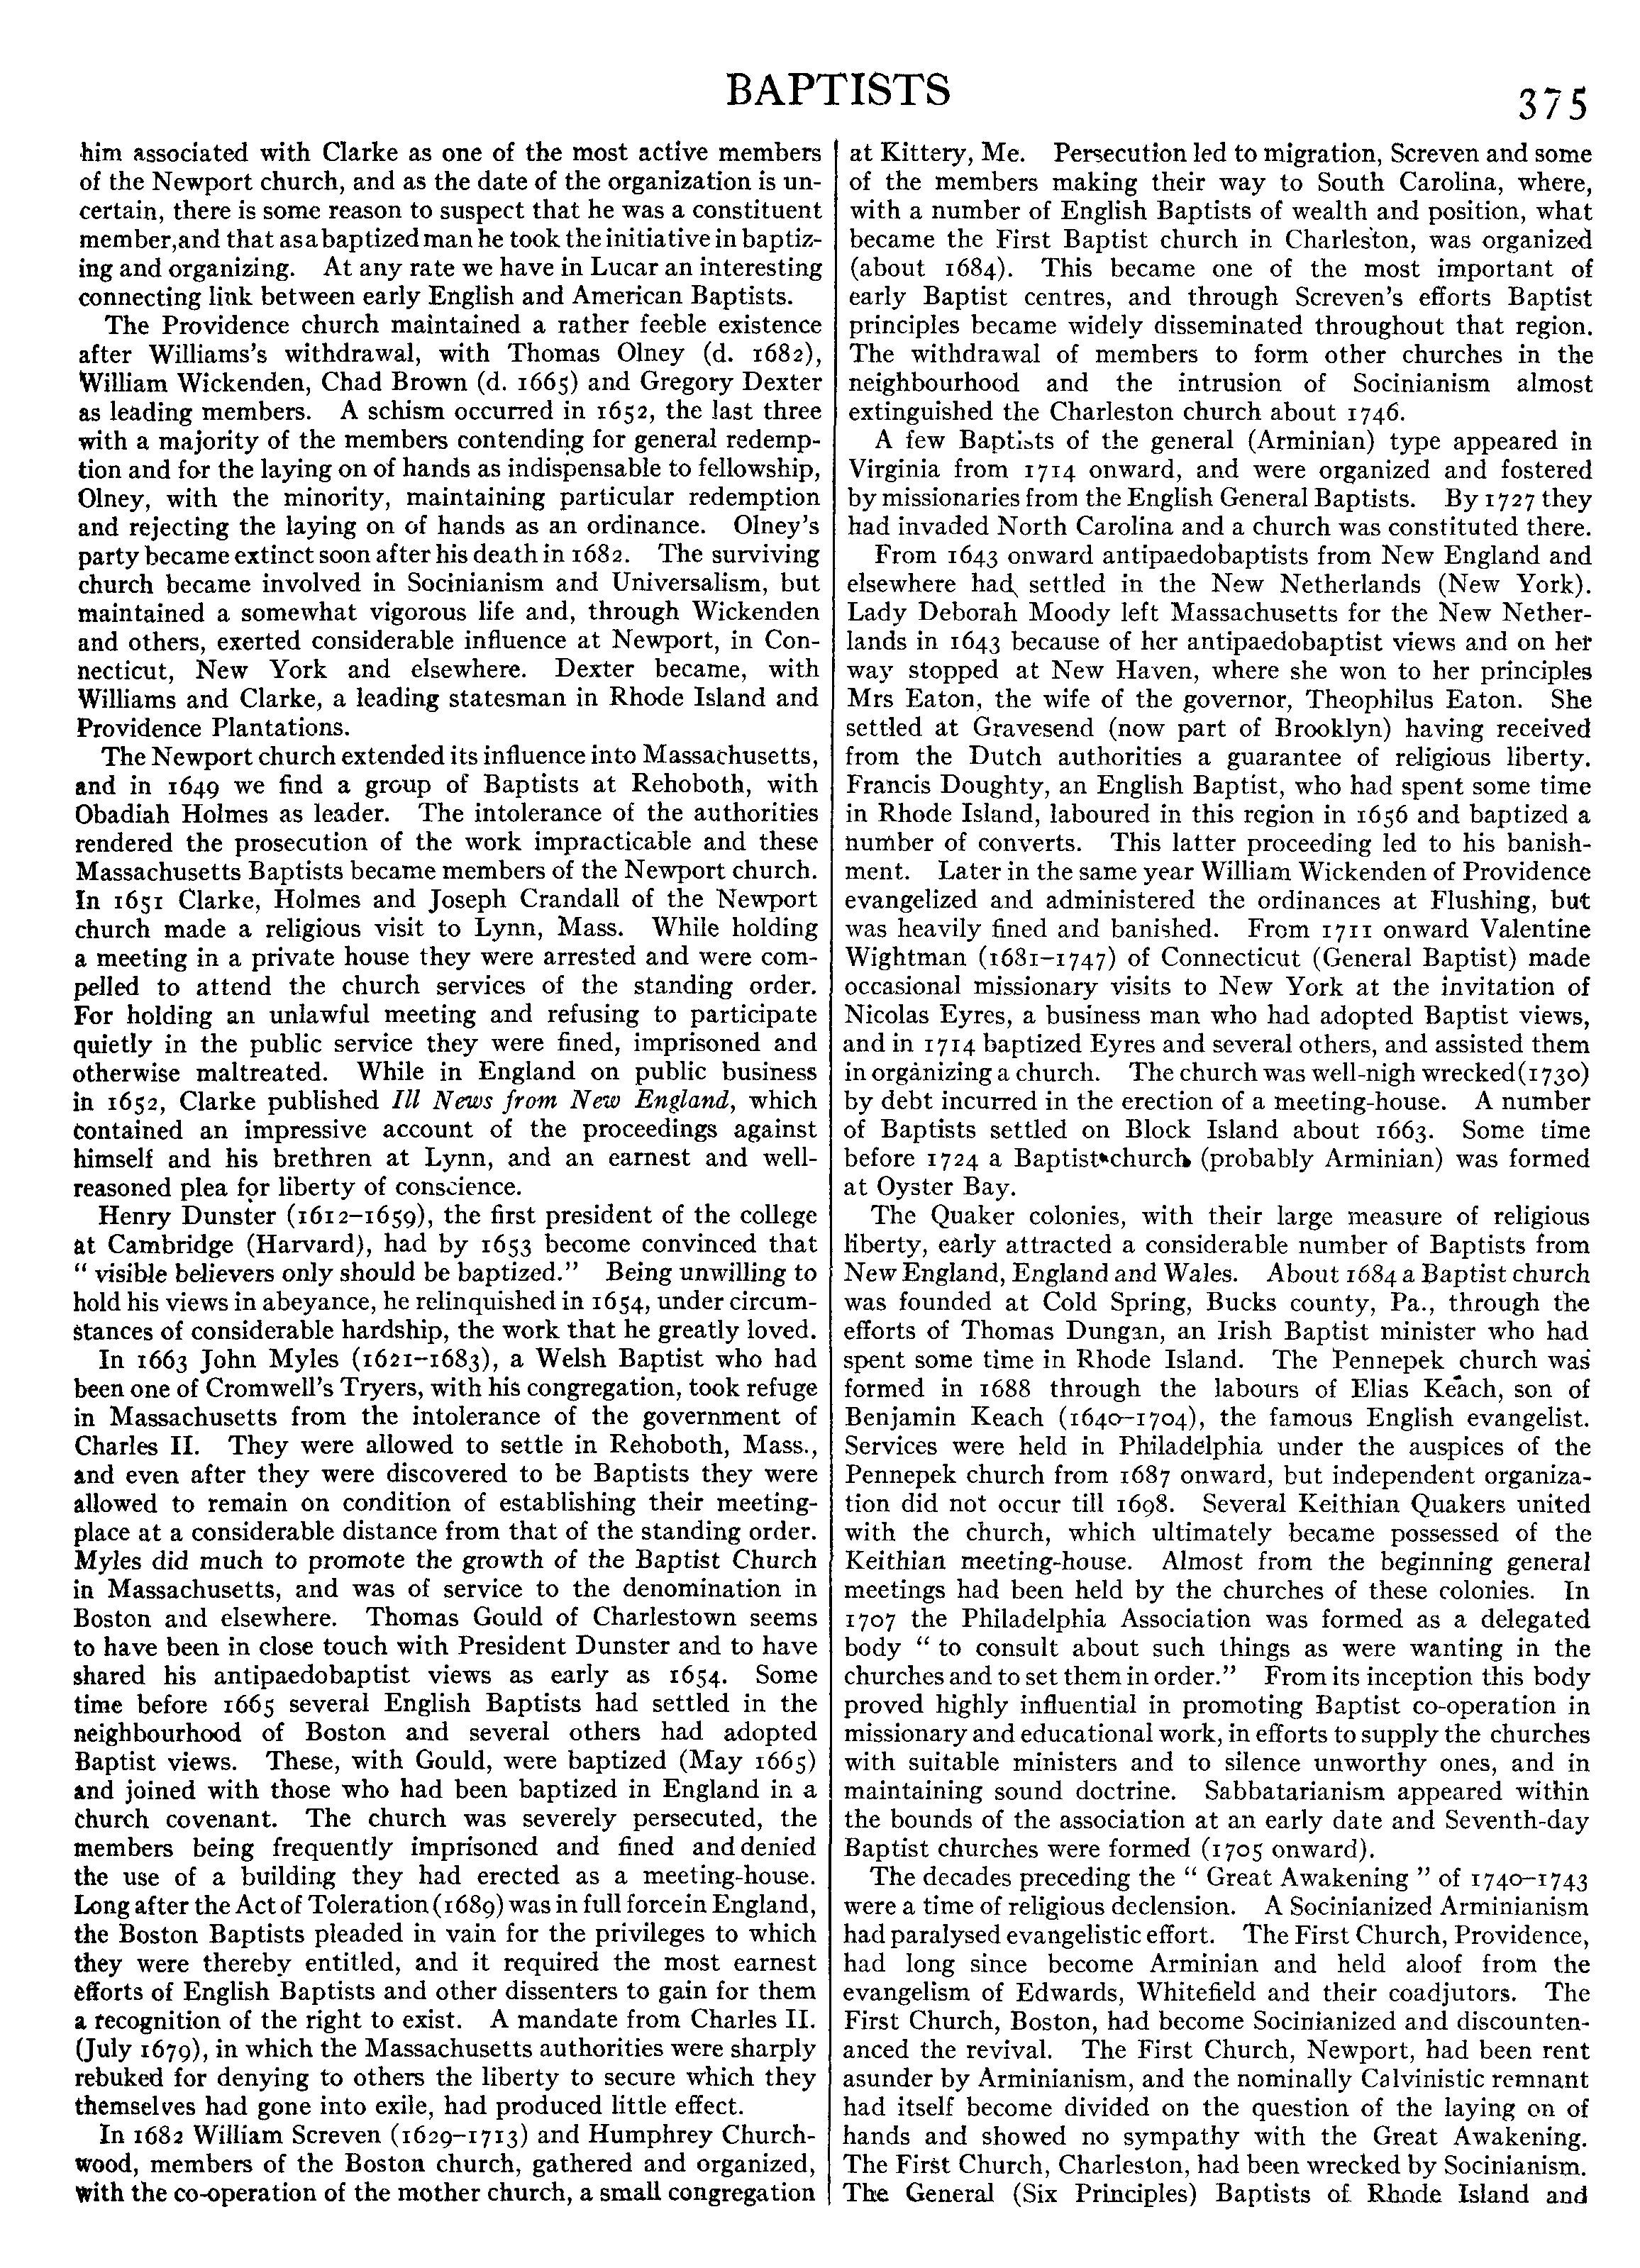 BAPTISTS
375
him associated with Clarke as one of the most active members
of the Newport church, and as the date of the organization is un-
certain, there is some reason to suspect that he was a constituent
member, and that as a baptized man he took the initiative in baptiz-
ing and organizing. At any rate we have in Lucar an interesting
connecting link between early English and American Baptists.
The Providence church maintained a rather feeble existence
after Williams's withdrawal, with Thomas Olney (d. 1682),
William Wickenden, Chad Brown (d. 1665) and Gregory Dexter
as leading members. A schism occurred in 1652, the last three
with a majority of the members contending for general redemp-
tion and for the laying on of hands as indispensable to fellowship,
Olney, with the minority, maintaining particular redemption
and rejecting the laying on of hands as an ordinance. Olney's
party became extinct soon after his death in 1682. The surviving
church became involved in Socinianism and Universalism, but
maintained a somewhat vigorous life and, through Wickenden
and others, exerted considerable influence at Newport, in Con-
necticut, New York and elsewhere. Dexter became, with
Williams and Clarke, a leading statesman in Rhode Island and
Providence Plantations.
The Newport church extended its influence into Massachusetts,
and in 1649 we find a group of Baptists at Rehoboth, with
Obadiah Holmes as leader. The intolerance of the authorities
rendered the prosecution of the work impracticable and these
Massachusetts Baptists became members of the Newport church.
In 1651 Clarke, Holmes and Joseph Crandall of the Newport
church made a religious visit to Lynn, Mass. While holding
a meeting in a private house they were arrested and were com-
pelled to attend the church services of the standing order.
For holding an unlawful meeting and refusing to participate
quietly in the public service they were fined, imprisoned and
otherwise maltreated. While in England on public business
in 1652, Clarke published Ill News from New England, which
contained an impressive account of the proceedings against
himself and his brethren at Lynn, and an earnest and well-
reasoned plea for liberty of conscience.
Henry Dunster (1612–1659), the first president of the college
at Cambridge (Harvard), had by 1653 become convinced that
“ visible believers only should be baptized.” Being unwilling to
hold his views in abeyance, he relinquished in 1654, under circum-
stances of considerable hardship, the work that he greatly loved.
In 1663 John Myles (1621–1683), a Welsh Baptist who had
been one of Cromwell's Tryers, with his congregation, took refuge
in Massachusetts from the intolerance of the government of
Charles II. They were allowed to settle in Rehoboth, Mass.,
and even after they were discovered to be Baptists they were
allowed to remain on condition of establishing their meeting-
place at a considerable distance from that of the standing order.
Myles did much to promote the growth of the Baptist Church
in Massachusetts, and was of service to the denomination in
Boston and elsewhere. Thomas Gould of Charlestown seems
to have been in close touch with President Dunster and to have
shared his antipaedobaptist views as early as 1654. Some
time before 1665 several English Baptists had settled in the
neighbourhood of Boston and several others had adopted
Baptist views. These, with Gould, were baptized (May 1665)
and joined with those who had been baptized in England in a
church covenant. The church was severely persecuted, the
members being frequently imprisoned and fined and denied
the use of a building they had erected as a meeting-house.
Long after the Act of Toleration (1689) was in full force in England,
the Boston Baptists pleaded in vain for the privileges to which
they were thereby entitled, and it required the most earnest
efforts of English Baptists and other dissenters to gain for them
a recognition of the right to exist. A mandate from Charles II.
(July 1679), in which the Massachusetts authorities were sharply
rebuked for denying to others the liberty to secure which they
themselves had gone into exile, had produced little effect.
In 1682 William Screven (1629–1713) and Humphrey Church-
wood, members of the Boston church, gathered and organized,
with the co-operation of the mother church, a small congregation
at Kittery, Me. Persecution led to migration, Screven and some
of the members making their way to South Carolina, where,
with a number of English Baptists of wealth and position, what
became the First Baptist church in Charleston, was organized
(about 1684). This became one of the most important of
early Baptist centres, and through Screven's efforts Baptist
principles became widely disseminated throughout that region.
The withdrawal of members to form other churches in the
neighbourhood and the intrusion of Socinianism almost
extinguished the Charleston church about 1746.
A few Baptists of the general (Arminian) type appeared in
Virginia from 1714 onward, and were organized and fostered
by missionaries from the English General Baptists. By 1727 they
had invaded North Carolina and a church was constituted there.
From 1643 onward antipaedobaptists from New England and
elsewhere had settled in the New Netherlands (New York).
Lady Deborah Moody left Massachusetts for the New Nether-
lands in 1643 because of her antipaedobaptist views and on her
way stopped at New Haven, where she won to her principles
Mrs Eaton, the wife of the governor, Theophilus Eaton. She
settled at Gravesend (now part of Brooklyn) having received
from the Dutch authorities a guarantee of religious liberty.
Francis Doughty, an English Baptist, who had spent some time
in Rhode Island, laboured in this region in 1656 and baptized a
number of converts. This latter proceeding led to his banish-
ment. Later in the same year William Wickenden of Providence
evangelized and administered the ordinances at Flushing, but
was heavily fined and banished. From 1711 onward Valentine
Wightman (1681–1747) of Connecticut (General Baptist) made
occasional missionary visits to New York at the invitation of
Nicolas Eyres, a business man who had adopted Baptist views,
and in 1714 baptized Eyres and several others, and assisted them
in organizing a church. The church was well-nigh wrecked (1730)
by debt incurred in the erection of a meeting-house. A number
of Baptists settled on Block Island about 1663. Some time
before 1724 a Baptist church (probably Arminian) was formed
at Oyster Bay.
The Quaker colonies, with their large measure of religious
liberty, early attracted a considerable number of Baptists from
New England, England and Wales. About 1684 a Baptist church
was founded at Cold Spring, Bucks county, Pa., through the
efforts of Thomas Dungan, an Irish Baptist minister who had
spent some time in Rhode Island. The Pennepek church was
formed in 1688 through the labours of Elias Keach, son of
Benjamin Keach (1640–1704), the famous English evangelist.
Services were held in Philadelphia under the auspices of the
Pennepek church from 1687 onward, but independent organiza-
tion did not occur till 1698. Several Keithian Quakers united
with the church, which ultimately became possessed of the
Keithian meeting-house. Almost from the beginning general
meetings had been held by the churches of these colonies. In
1707 the Philadelphia Association was formed as a delegated
body “ to consult about such things as were wanting in the
churches and to set them in order.” From its inception this body
proved highly influential in promoting Baptist co-operation in
missionary and educational work, in efforts to supply the churches
with suitable ministers and to silence unworthy ones, and in
maintaining sound doctrine. Sabbatarianism appeared within
the bounds of the association at an early date and Seventh-day
Baptist churches were formed (1705 onward).
The decades preceding the “ Great Awakening ” of 1740–1743
were a time of religious declension. A Socinianized Arminianism
had paralysed evangelistic effort. The First Church, Providence,
had long since become Arminian and held aloof from the
evangelism of Edwards, Whitefield and their coadjutors. The
First Church, Boston, had become Socinianized and discounten-
anced the revival. The First Church, Newport, had been rent
asunder by Arminianism, and the nominally Calvinistic remnant
had itself become divided on the question of the laying on of
hands and showed no sympathy with the Great Awakening.
The First Church, Charleston, had been wrecked by Socinianism.
The General (Six Principles) Baptists of Rhode Island and